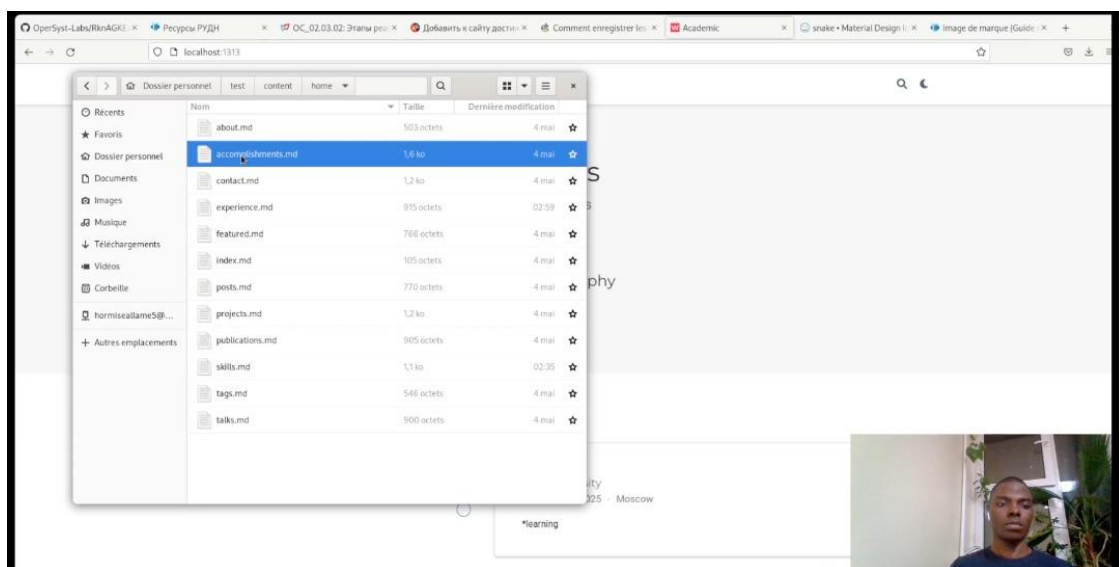 OperSyst-Labs/RknAGKE
Ресурсы РУДН
ОС_02.03.02: Этапы реа
Добавить к сайту дости
Comment enregistrer les
Academic
snake • Material Design I
Image de marque (Guide
localhost:1313
Dossier personnel test content home
Récents
Favoris
Dossier personnel
Documents
Images
Musique
Téléchargements
Vidéos
Corbeille
hormiseallame5@...
Autres emplacements
Nom Taille Dernière modification
about.md 503 octets 4 mai
accomplishments.md 1,6 ko 4 mai
contact.md 1,2 ko 4 mai
experience.md 915 octets 02:59
featured.md 766 octets 4 mai
index.md 105 octets 4 mai
posts.md 770 octets 4 mai
projects.md 1,2 ko 4 mai
publications.md 905 octets 4 mai
skills.md 1,1 ko 02:35
tags.md 546 octets 4 mai
talks.md 900 octets 4 mai
s
s
phy
ity
025 · Moscow
*learning